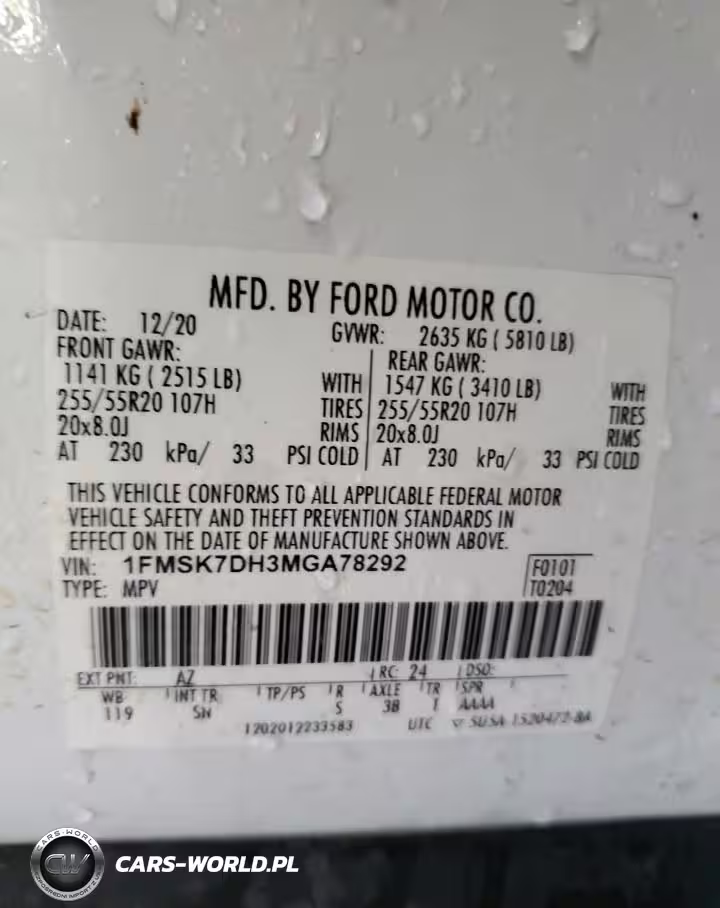 MFD. BY FORD MOTOR CO.
DATE: 12/20 GVWR: 2635 KG ( 5810 LB)
FRONT GAWR: REAR GAWR:
1141 KG ( 2515 LB) WITH 1547 KG ( 3410 LB) WITH
255/55R20 107H TIRES 255/55R20 107H TIRES
20x8.0J RIMS 20x8.0J RIMS
AT 230 kPa/ 33 PSI COLD AT 230 kPa/ 33 PSI COLD
THIS VEHICLE CONFORMS TO ALL APPLICABLE FEDERAL MOTOR
VEHICLE SAFETY AND THEFT PREVENTION STANDARDS IN
EFFECT ON THE DATE OF MANUFACTURE SHOWN ABOVE.
VIN: 1FMSK7DH3MGA78292 F0101
TYPE: MPV T0204
EXT PNT: AZ RC: 24 DSO:
WB INT TR TP/PS R AXLE TR SPR
119 SN S 3B T AAAA
1202012233583 UTC
CARS-WORLD.PL